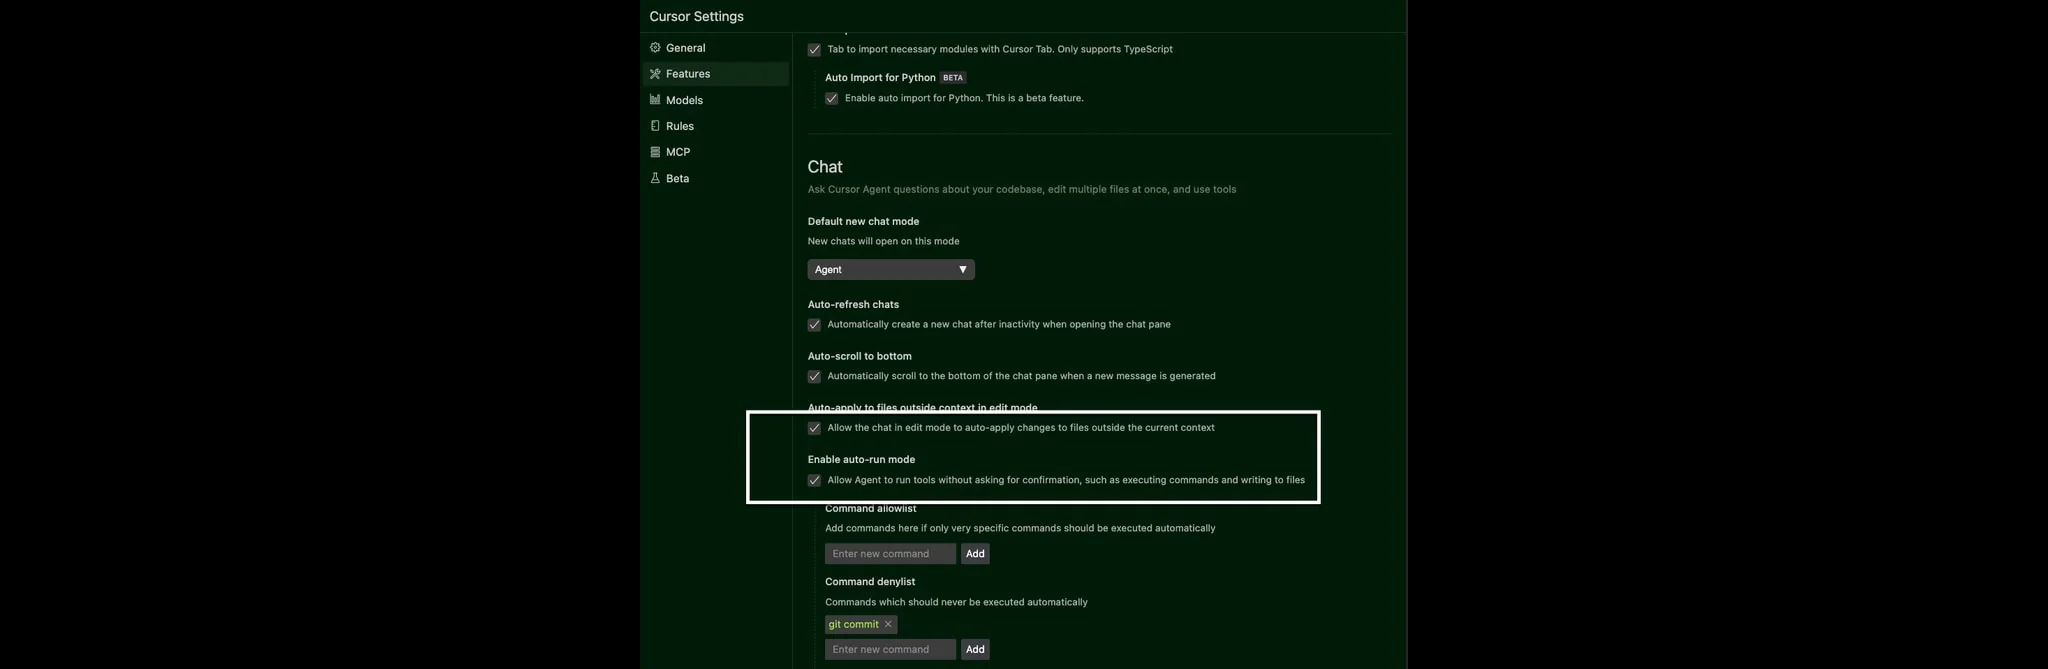 Cursor Settings
General
Features
Models
Rules
MCP
Beta
Tab to import necessary modules with Cursor Tab. Only supports TypeScript
Auto Import for Python BETA
Enable auto import for Python. This is a beta feature.
Chat
Ask Cursor Agent questions about your codebase, edit multiple files at once, and use tools
Default new chat mode
New chats will open on this mode
Agent
Auto-refresh chats
Automatically create a new chat after inactivity when opening the chat pane
Auto-scroll to bottom
Automatically scroll to the bottom of the chat pane when a new message is generated
Auto-apply to files outside context in edit mode
Allow the chat in edit mode to auto-apply changes to files outside the current context
Enable auto-run mode
Allow Agent to run tools without asking for confirmation, such as executing commands and writing to files
Command allowlist
Add commands here if only very specific commands should be executed automatically
Enter new command Add
Command denylist
Commands which should never be executed automatically
git commit
Enter new command Add